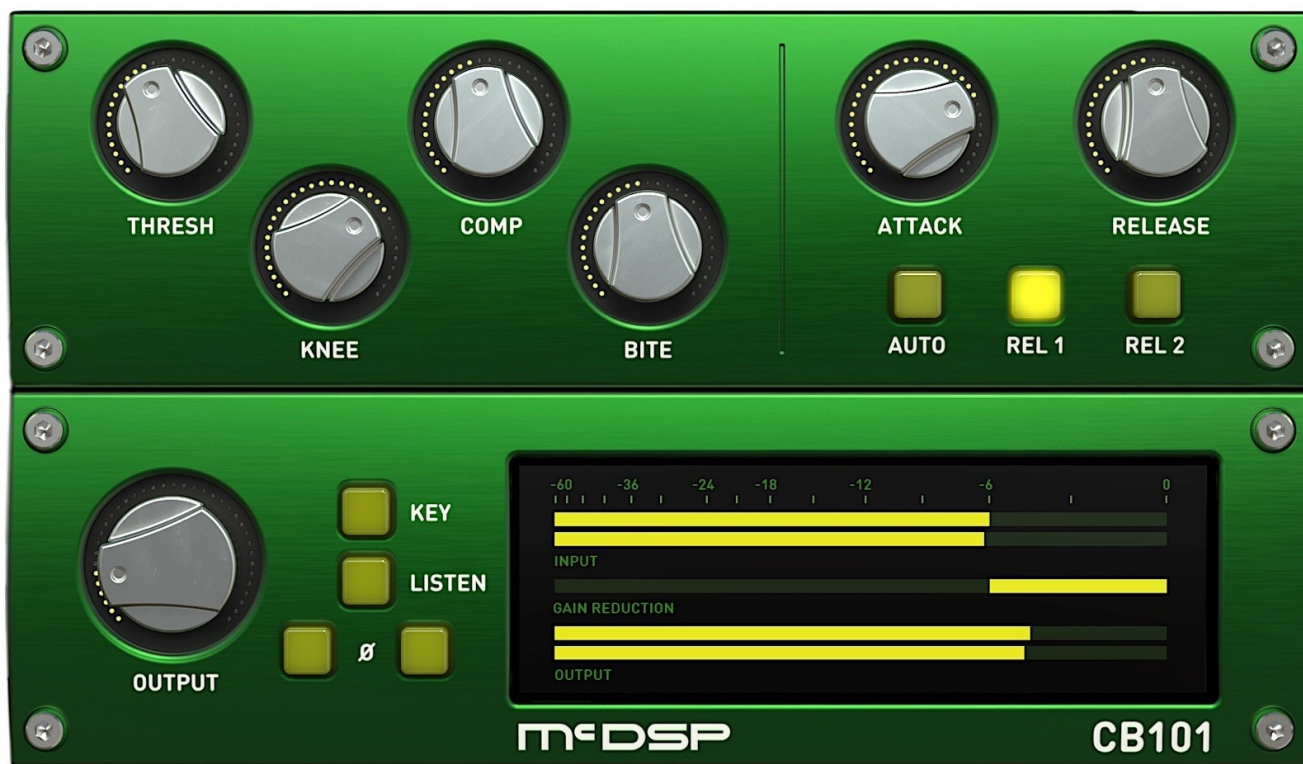 THRESH
COMP
ATTACK
RELEASE
KNEE
BITE
AUTO
REL 1
REL 2
KEY
LISTEN
Ø
OUTPUT
-60 -36 -24 -18 -12 -6 0
INPUT
GAIN REDUCTION
OUTPUT
McDSP
CB101